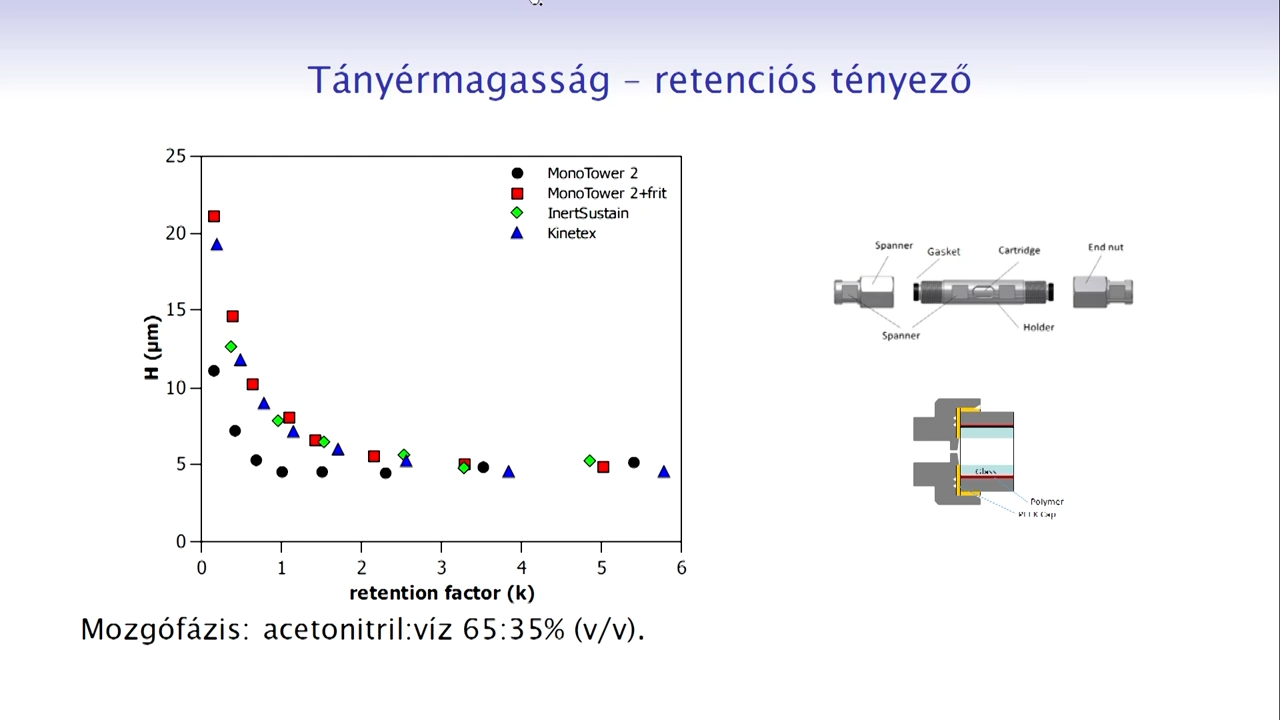 Tányérmagasság – retenciós tényező
25
20
15
10
5
0
H (µm)
0 1 2 3 4 5 6
retention factor (k)
MonoTower 2
MonoTower 2+frit
InertSustain
Kinetex
Spanner
Gasket
Cartridge
End nut
Spanner
Holder
Glass
Polymer
PEEK Cap
Mozgófázis: acetonitril:víz 65:35% (v/v).